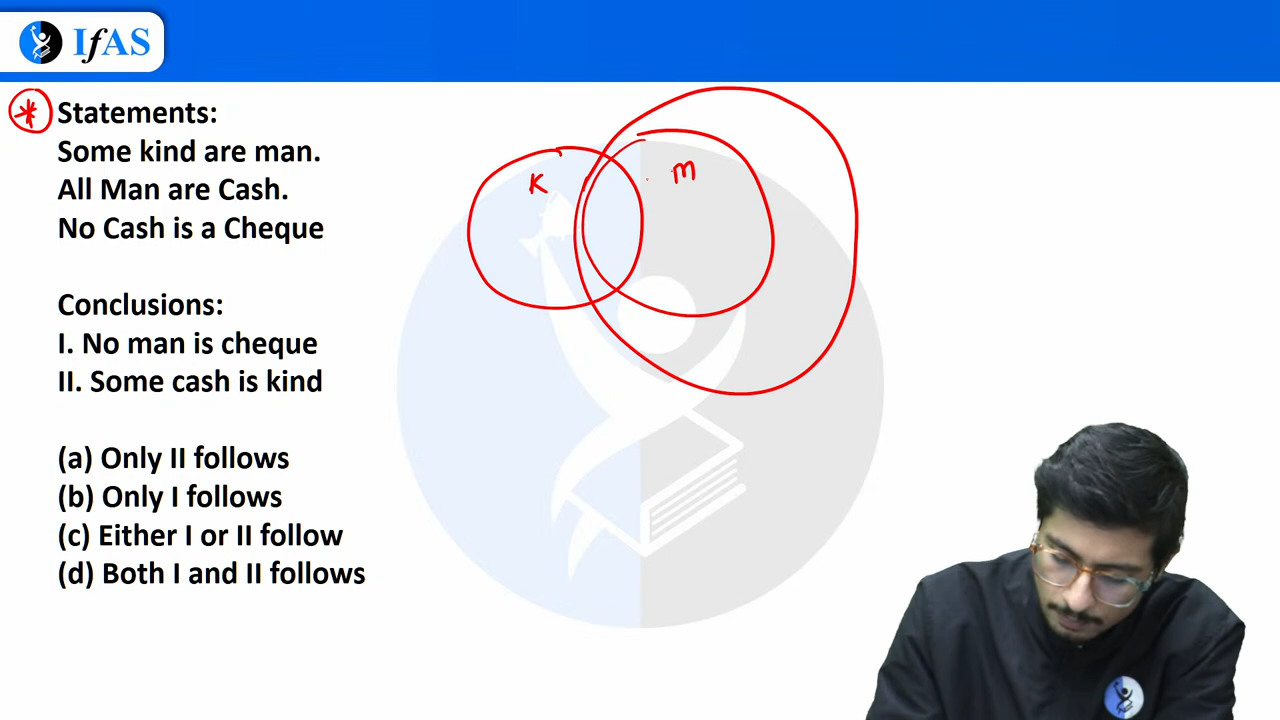 IfAS
* Statements:
Some kind are man.
All Man are Cash.
No Cash is a Cheque
Conclusions:
I. No man is cheque
II. Some cash is kind
(a) Only II follows
(b) Only I follows
(c) Either I or II follow
(d) Both I and II follows
K
M